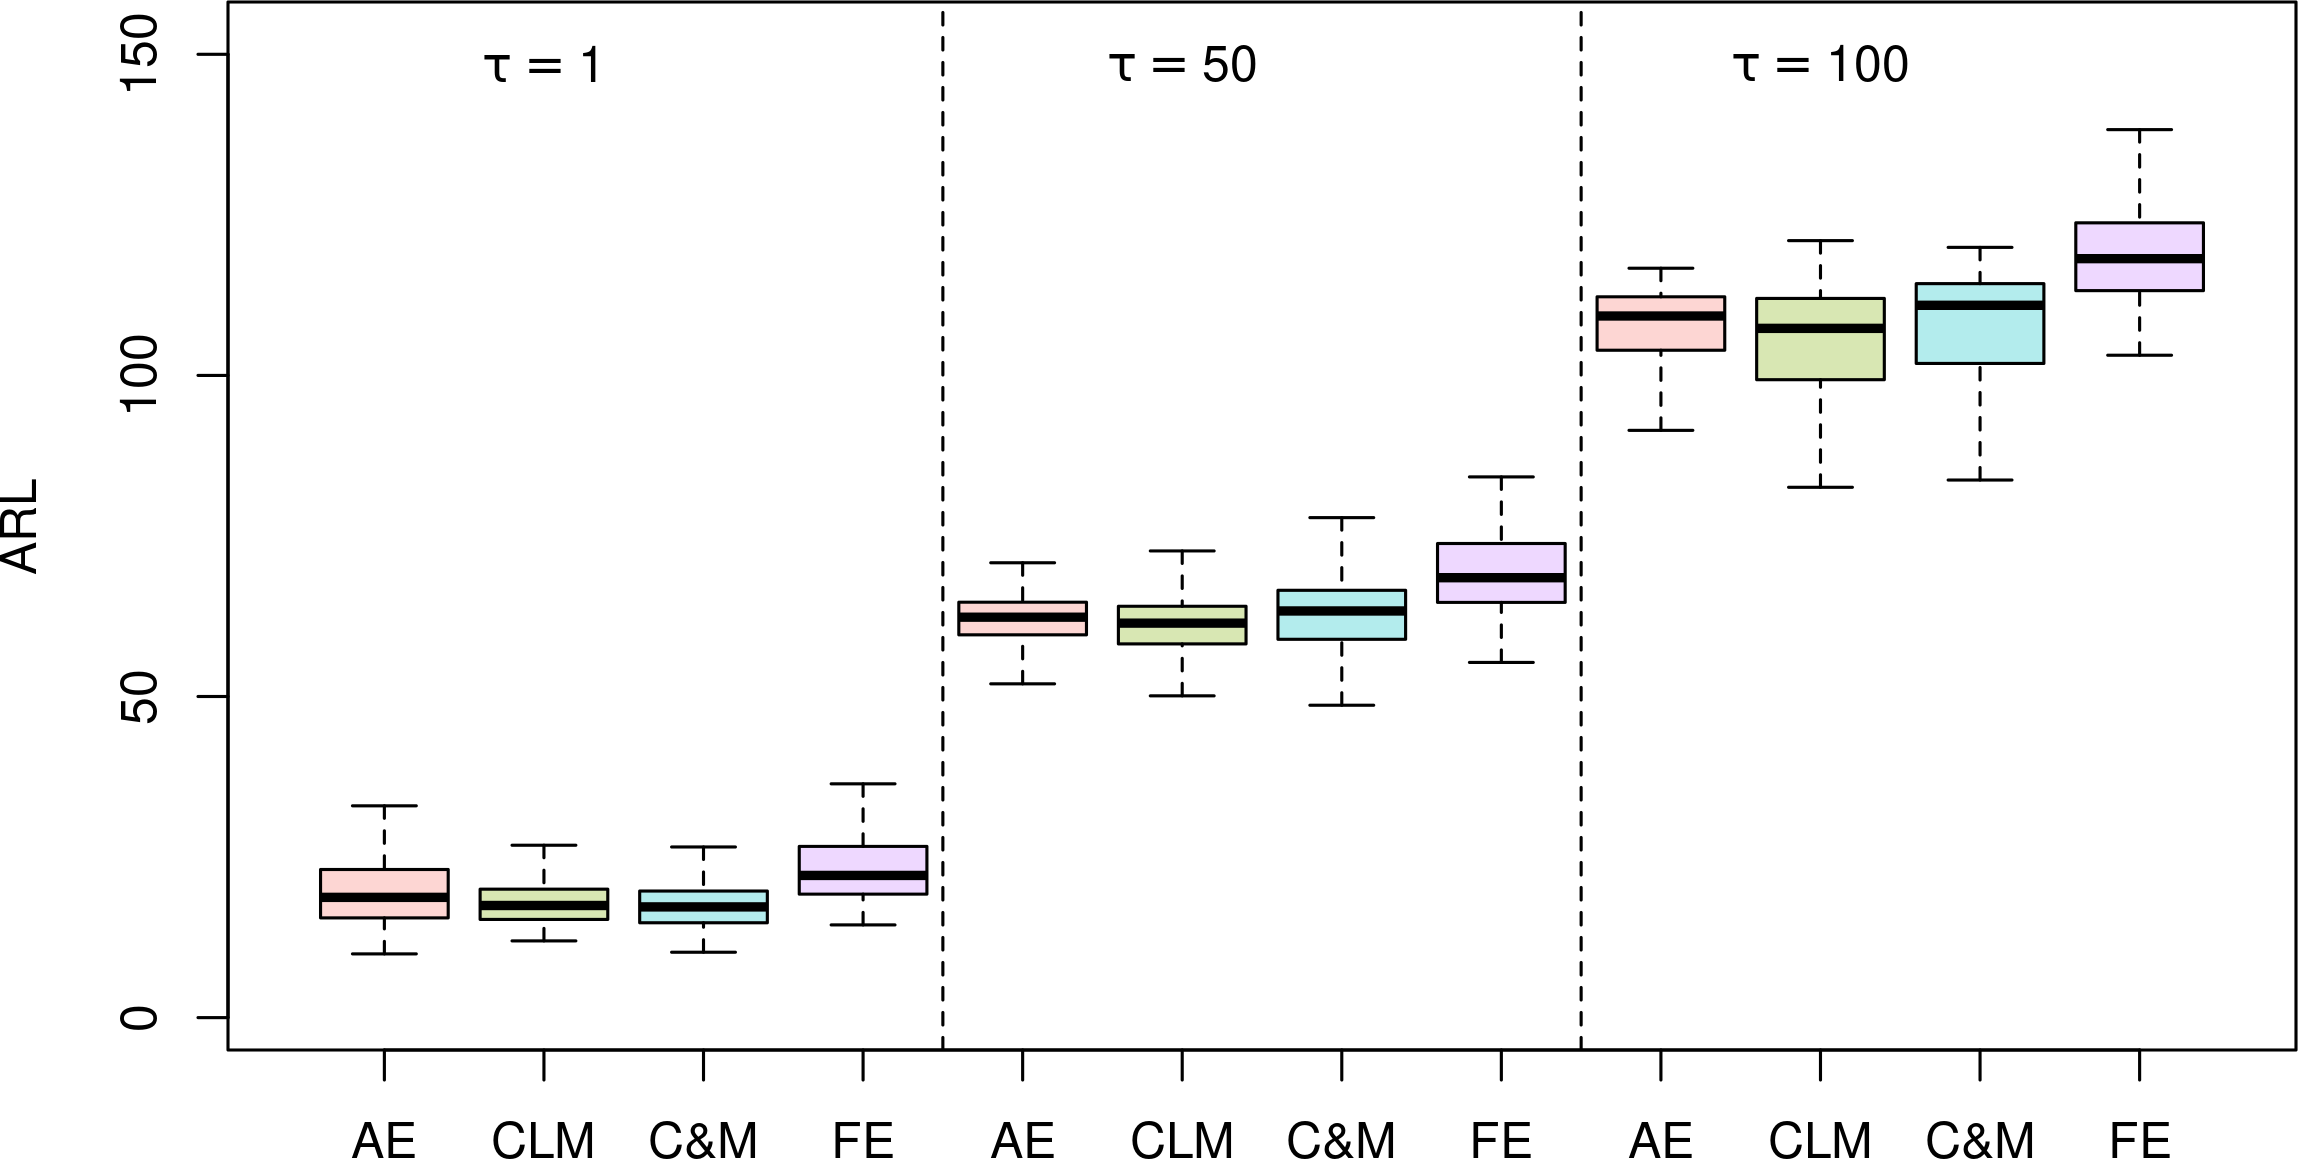 τ = 1
τ = 50
τ = 100
150
100
50
0
ARL
AE CLM C&M FE AE CLM C&M FE AE CLM C&M FE